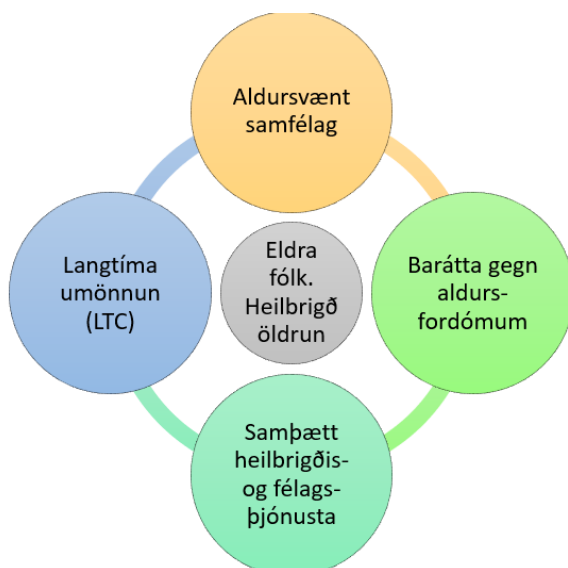 Aldursvænt
samfélag
Langtíma
umönnun
(LTC)
Eldra
fólk.
Heilbrigð
öldrun
Barátta gegn
aldurs-
fordómum
Samþætt
heilbrigðis-
og félags-
þjónusta